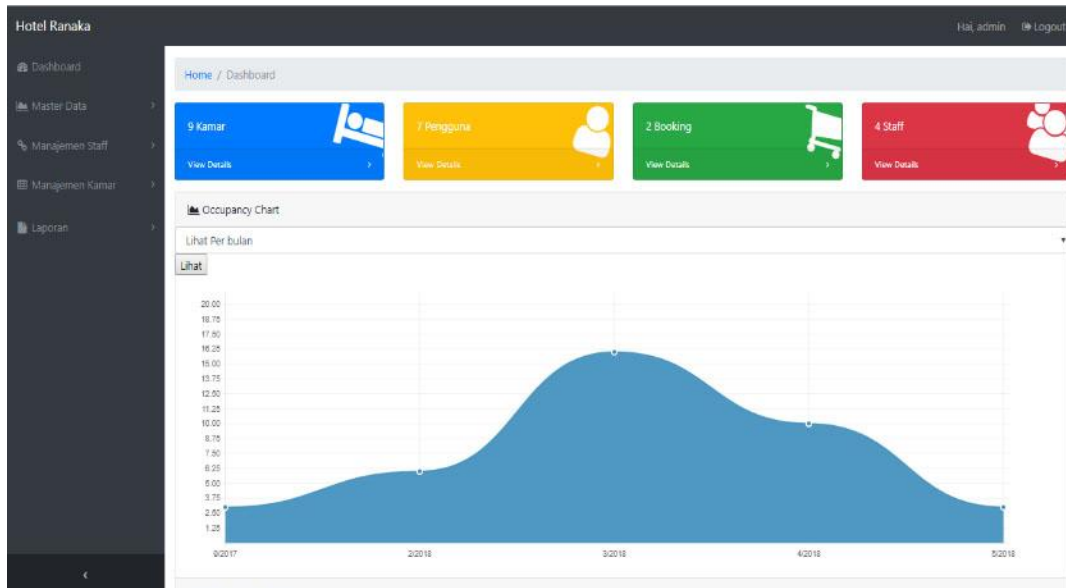 Hotel Ranaka
Hai, admin Logout
Dashboard
Master Data
Manajemen Staff
Manajemen Kamar
Laporan
Home / Dashboard
9 Kamar
View Details
7 Pengguna
View Details
2 Booking
View Details
4 Staff
View Details
Occupancy Chart
Lihat Per bulan
Lihat
20.00
18.75
17.50
16.25
15.00
13.75
12.50
11.25
10.00
8.75
7.50
6.25
5.00
3.75
2.50
1.25
9/2017 2/2018 3/2018 4/2018 5/2018